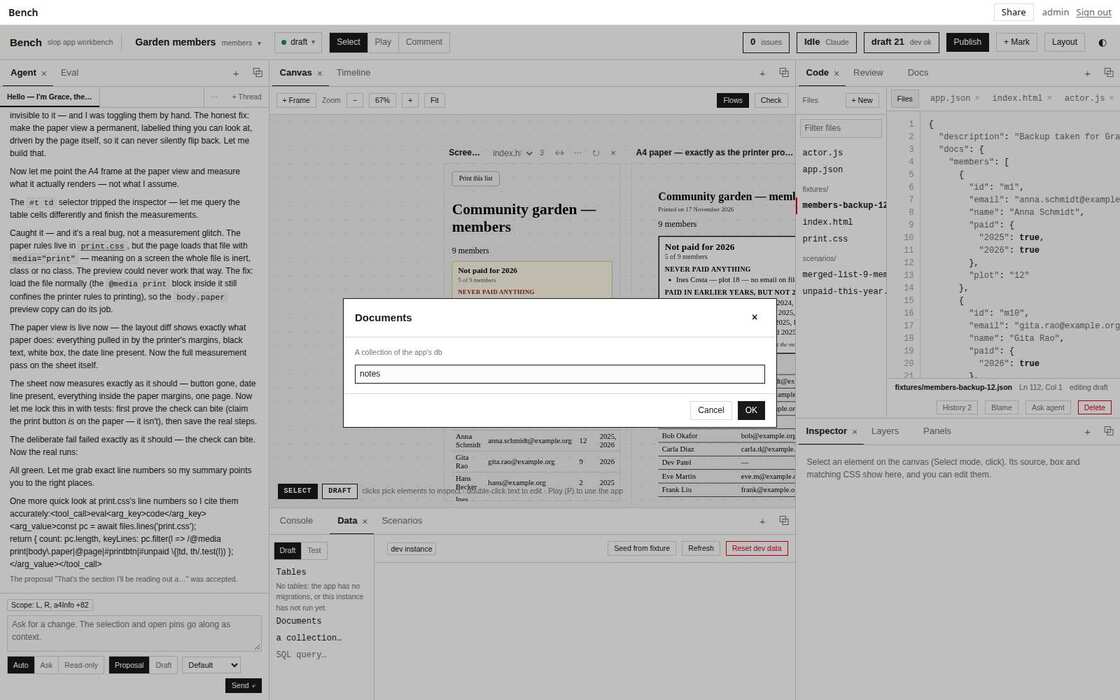 Bench
Share admin Sign out
Bench slop app workbench Garden members members ▾ draft ▾ Select Play Comment 0 issues Idle Claude draft 21 dev ok Publish + Mark Layout
Agent × Eval +
Hello — I'm Grace, the… ⋯ + Thread
invisible to it — and I was toggling them by hand. The honest fix:
make the paper view a permanent, labelled thing you can look at,
driven by the page itself, so it can never silently flip back. Let me
build that.
Now let me point the A4 frame at the paper view and measure
what it actually renders — not what I assume.
The #t td selector tripped the inspector — let me query the
table cells differently and finish the measurements.
Caught it — and it's a real bug, not a measurement glitch. The
paper rules live in print.css, but the page loads that file with
media="print" — meaning on a screen the whole file is inert,
class or no class. The preview could never work that way. The fix:
load the file normally (the @media print block inside it still
confines the printer rules to printing), so the body.paper
preview copy can do its job.
The paper view is live now — the layout diff shows exactly what
paper does: everything pulled in by the printer's margins, black
text, white box, the date line present. Now the full measurement
pass on the sheet itself.
The sheet now measures exactly as it should — button gone, date
line present, everything inside the paper margins, one page. Now
let me lock this in with tests: first prove the check can bite (claim
the print button is on the paper — it isn't), then save the real steps.
The deliberate fail failed exactly as it should — the check can bite.
Now the real runs:
All green. Let me grab exact line numbers so my summary points
you to the right places.
One more quick look at print.css's line numbers so I cite them
accurately:<tool_call>eval<arg_key>code</arg_key>
<arg_value>const pc = await files.lines('print.css');
return { count: pc.length, keyLines: pc.filter(l => /@media
print|body\.paper|@page|#printbtn|#unpaid \{|td, th/.test(l)) };
</arg_value></tool_call>
The proposal "That's the section I'll be reading out a…" was accepted.
Scope: L, R, a4Info +82
Ask for a change. The selection and open pins go along as
context.
Auto Ask Read-only Proposal Draft Default
Send
Canvas × Timeline +
+ Frame Zoom − 67% + Fit Flows Check
Scree… index.h 3 ⋯ ×
Print this list
Community garden —
members
9 members
Not paid for 2026
5 of 9 members
NEVER PAID ANYTHING
A4 paper — exactly as the printer pro…
Printed on 17 November 2026
9 members
Not paid for 2026
5 of 9 members
NEVER PAID ANYTHING
Ines Costa — plot 18 — no email on
PAID IN EARLIER YEARS, BUT NOT 2
Documents ×
A collection of the app's db
notes
Cancel OK
Anna Schmidt anna.schmidt@example.org 12 2025, 2026
Gita Rao gita.rao@example.org 9 2026
Hans Becker hans@example.org 2 2025
Ines
Bob Okafor bob@example.org
Carla Diaz carla.d@example.
Dev Patel —
Eve Martin eve.m@example.o
Frank Liu frank@example.o
SELECT DRAFT clicks pick elements to inspect · double-click text to edit · Play (P) to use the app
Console Data × Scenarios +
Draft Test dev instance Seed from fixture Refresh Reset dev data
Tables
No tables: the app has no
migrations, or this instance
has not run yet.
Documents
a collection…
SQL query…
Code × Review Docs +
Files + New
Filter files
actor.js
app.json
fixtures/
members-backup-12
index.html
print.css
scenarios/
merged-list-9-mem
unpaid-this-year.
Files app.json × index.html × actor.js ×
1 {
2 "description": "Backup taken for Gra
3 "docs": {
4 "members": [
5 {
6 "id": "m1",
7 "email": "anna.schmidt@example
8 "name": "Anna Schmidt",
9 "paid": {
10 "2025": true,
11 "2026": true
12 },
13 "plot": "12"
14 },
15 {
16 "id": "m10",
17 "email": "gita.rao@example.org
18 "name": "Gita Rao",
19 "paid": {
20 "2026": true
21 },
fixtures/members-backup-12.json Ln 112, Col 1 editing draft
History 2 Blame Ask agent Delete
Inspector × Layers Panels +
Select an element on the canvas (Select mode, click). Its source, box and
matching CSS show here, and you can edit them.